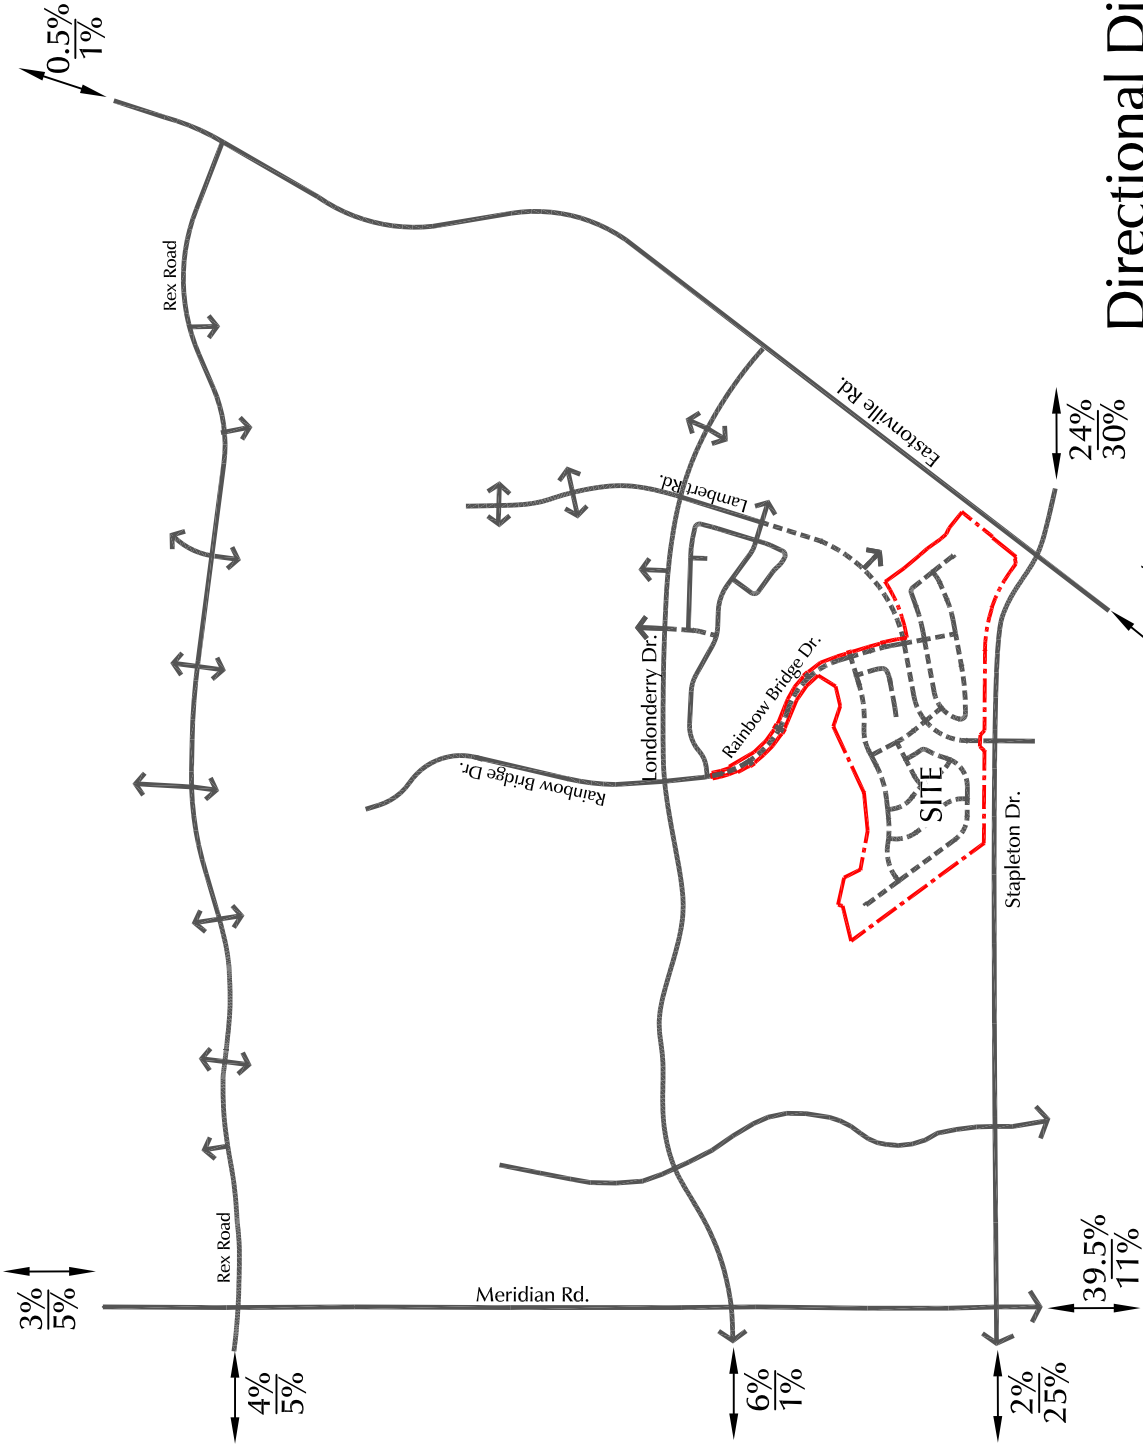 0.5%
1%
Rex Road
Directional Di
Eastonville Rd.
24%
30%
Lambert Rd.
Londonderry Dr.
Rainbow Bridge Dr.
Rainbow Bridge Dr.
SITE
Stapleton Dr.
Rex Road
Meridian Rd.
3%
5%
39.5%
11%
4%
5%
6%
1%
2%
25%